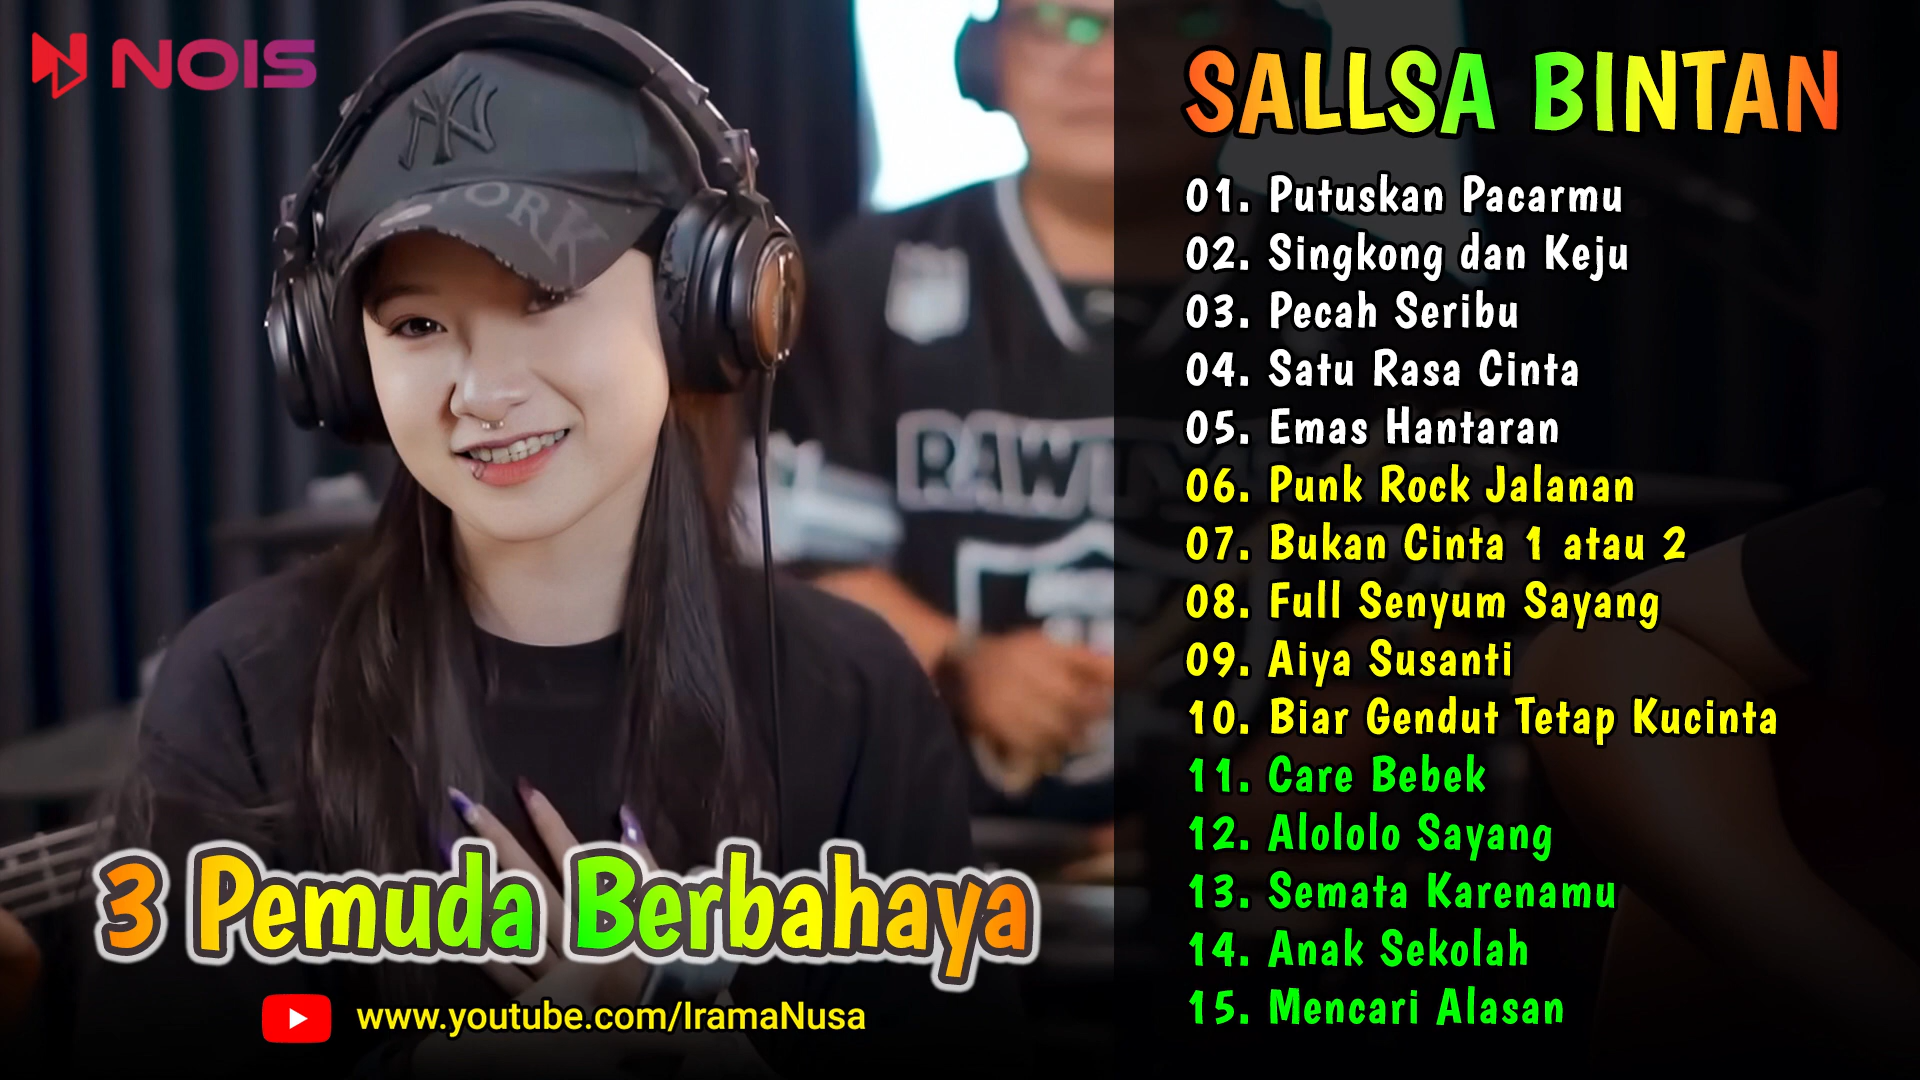 NOIS
NY
YORK
RAW
SALLSA BINTAN
01. Putuskan Pacarmu
02. Singkong dan Keju
03. Pecah Seribu
04. Satu Rasa Cinta
05. Emas Hantaran
06. Punk Rock Jalanan
07. Bukan Cinta 1 atau 2
08. Full Senyum Sayang
09. Aiya Susanti
10. Biar Gendut Tetap Kucinta
11. Care Bebek
12. Alololo Sayang
13. Semata Karenamu
14. Anak Sekolah
15. Mencari Alasan
3 Pemuda Berbahaya
www.youtube.com/IramaNusa